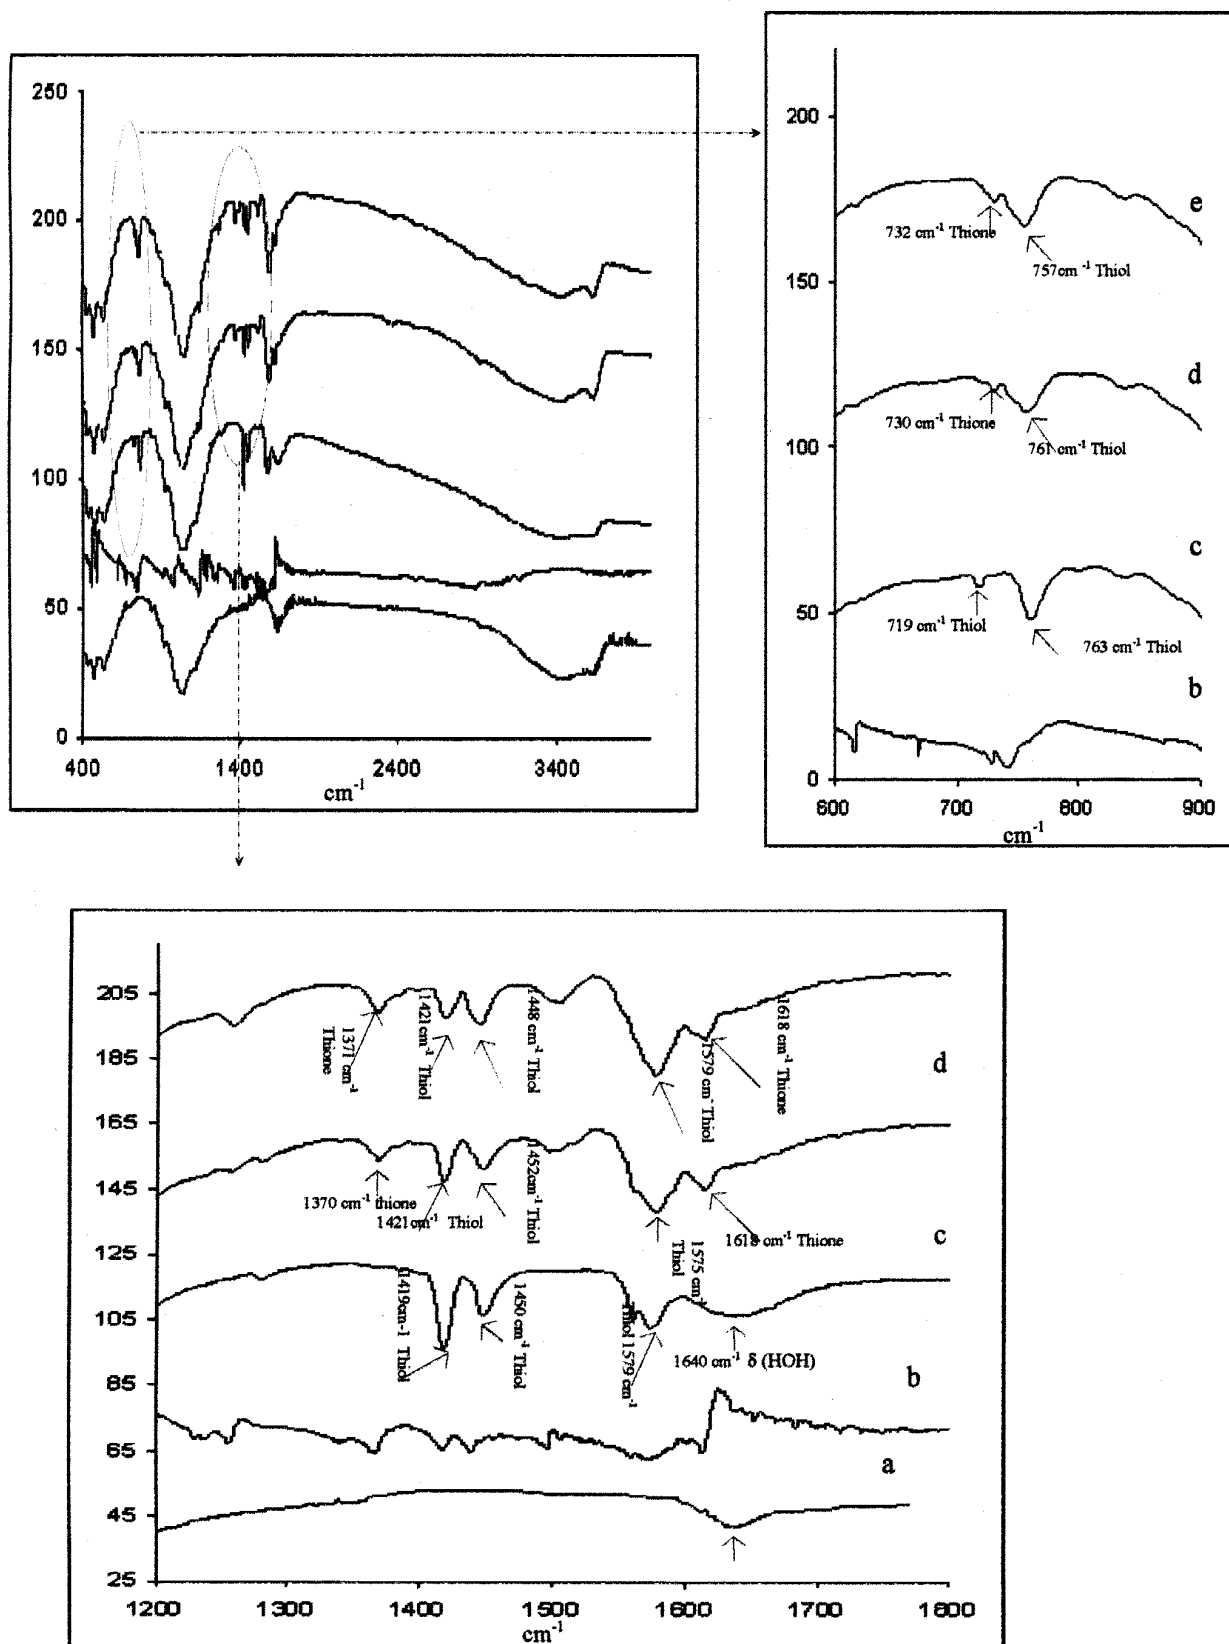 250
200
150
100
50
0
400
1400
2400
3400
cm-1
200
150
100
50
0
e
732 cm-1 Thione
757cm -1 Thiol
d
730 cm-1 Thione
761 cm-1 Thiol
c
719 cm-1 Thiol
763 cm-1 Thiol
b
600
700
800
900
cm-1
205
185
165
145
125
105
85
65
45
25
1371 cm-1
Thione
1421cm-1 Thiol
1448 cm-1 Thiol
1579 cm- Thiol
1618 cm-1 Thione
d
1370 cm-1 thione
1421cm-1 Thiol
1452cm-1 Thiol
1575 cm-1
Thiol
1618 cm-1 Thione
c
1419cm-1 Thiol
1450 cm-1 Thiol
Thiol 1579 cm-1
1640 cm-1 δ (HOH)
b
a
1200
1300
1400
1500
1600
1700
1800
cm-1